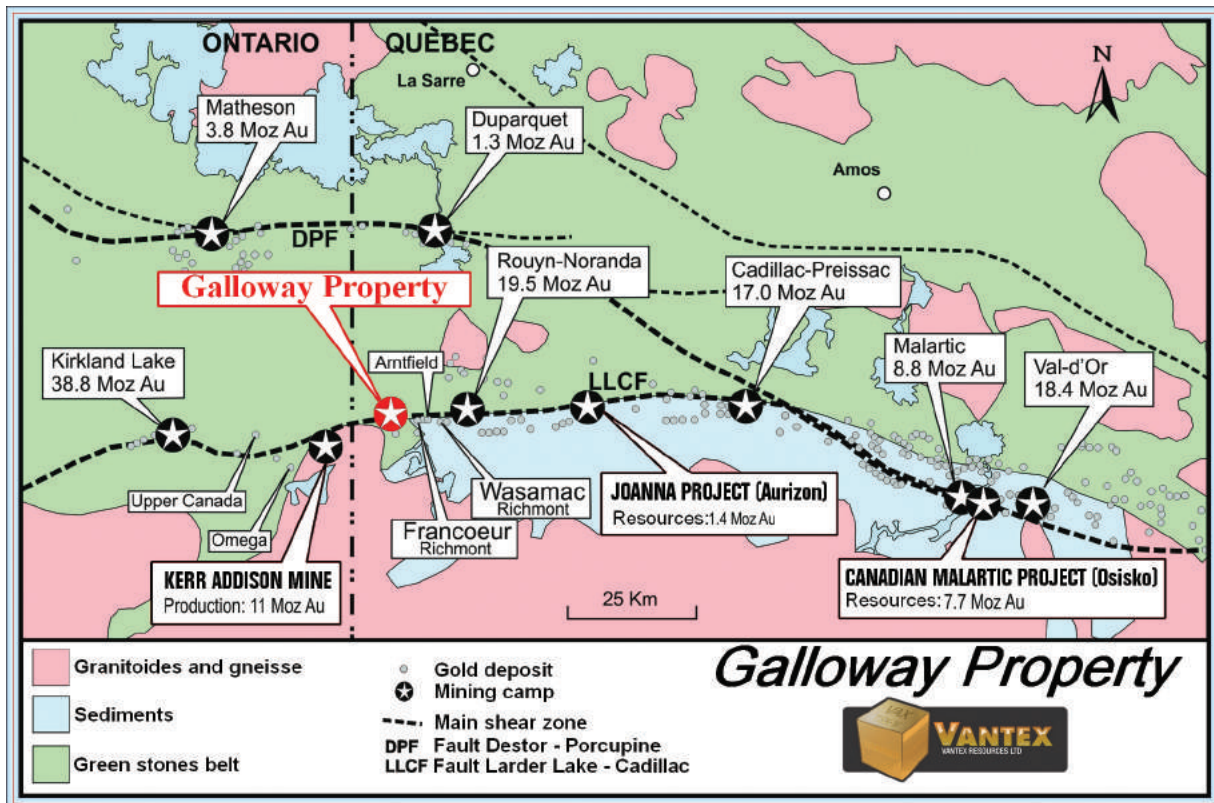 ONTARIO
QUÉBEC
La Sarre
N
Matheson
3.8 Moz Au
Duparquet
1.3 Moz Au
Amos
DPF
Rouyn-Noranda
19.5 Moz Au
Cadillac-Preissac
17.0 Moz Au
Galloway Property
Kirkland Lake
38.8 Moz Au
Arntfield
LLCF
Malartic
8.8 Moz Au
Val-d'Or
18.4 Moz Au
Upper Canada
Omega
Wasamac
Richmont
Francoeur
Richmont
JOANNA PROJECT (Aurizon)
Resources:1.4 Moz Au
KERR ADDISON MINE
Production: 11 Moz Au
CANADIAN MALARTIC PROJECT (Osisko)
Resources:7.7 Moz Au
25 Km
Granitoides and gneisse
Sediments
Green stones belt
Gold deposit
Mining camp
Main shear zone
DPF Fault Destor - Porcupine
LLCF Fault Larder Lake - Cadillac
Galloway Property
VANTEX
VANTEX RESOURCES LTD